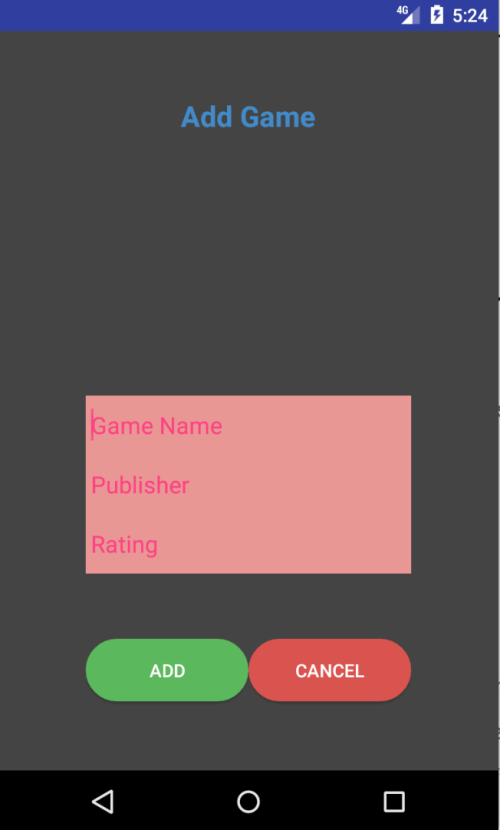 4G 5:24
Add Game
Game Name
Publisher
Rating
ADD CANCEL